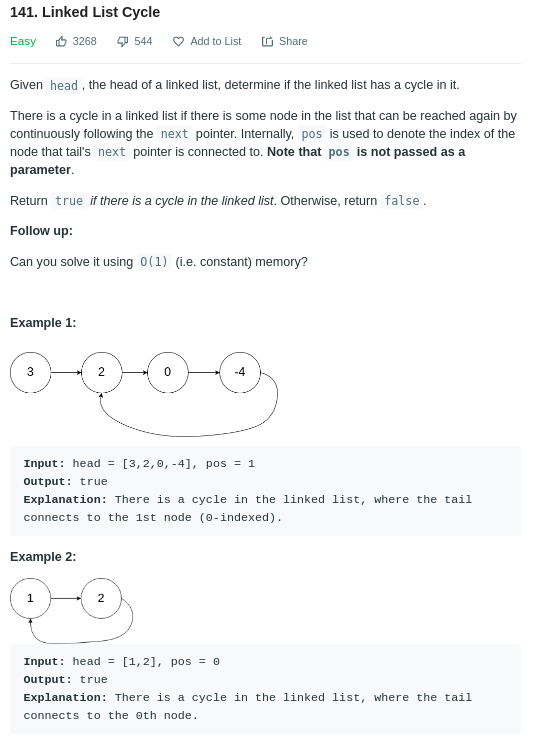 141. Linked List Cycle
Easy 3268 544 Add to List Share
Given head , the head of a linked list, determine if the linked list has a cycle in it.
There is a cycle in a linked list if there is some node in the list that can be reached again by
continuously following the next pointer. Internally, pos is used to denote the index of the
node that tail's next pointer is connected to. Note that pos is not passed as a
parameter.
Return true if there is a cycle in the linked list. Otherwise, return false .
Follow up:
Can you solve it using O(1) (i.e. constant) memory?
Example 1:
3 2 0 -4
Input: head = [3,2,0,-4], pos = 1
Output: true
Explanation: There is a cycle in the linked list, where the tail
connects to the 1st node (0-indexed).
Example 2:
1 2
Input: head = [1,2], pos = 0
Output: true
Explanation: There is a cycle in the linked list, where the tail
connects to the 0th node.